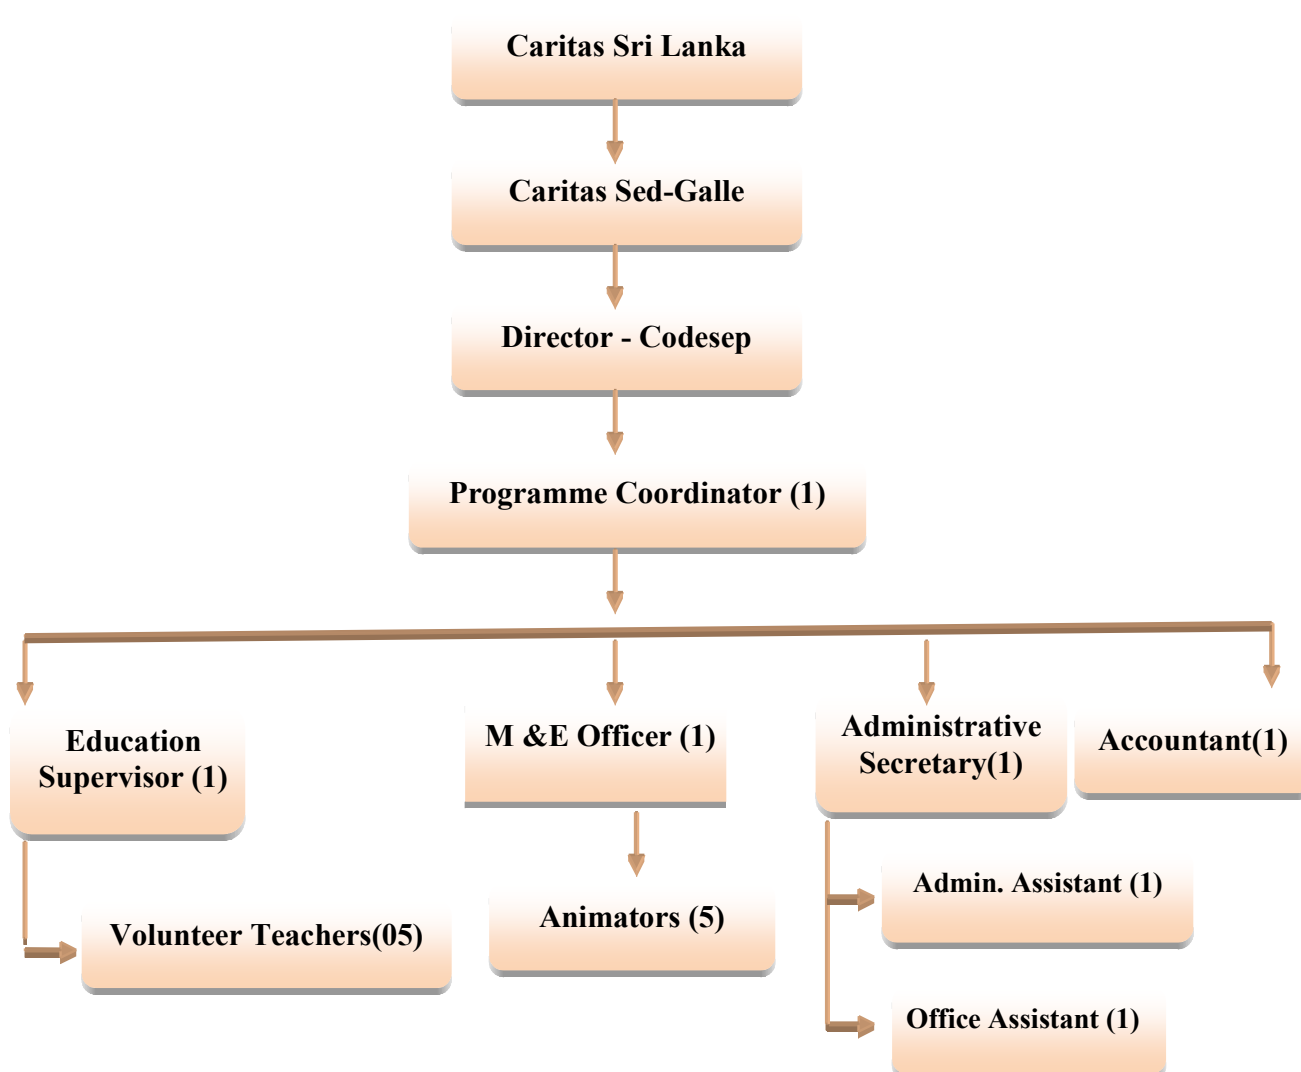 Caritas Sri Lanka
Caritas Sed-Galle
Director - Codesep
Programme Coordinator (1)
Education
Supervisor (1)
M &E Officer (1)
Administrative
Secretary(1)
Accountant(1)
Volunteer Teachers(05)
Animators (5)
Admin. Assistant (1)
Office Assistant (1)